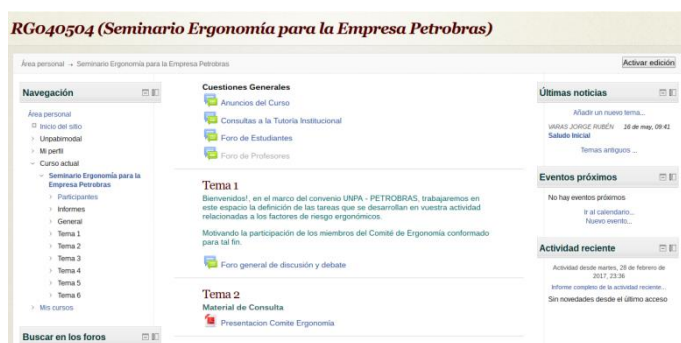 RG040504 (Seminario Ergonomía para la Empresa Petrobras)
Área personal → Seminario Ergonomía para la Empresa Petrobras
Activar edición
Navegación
Área personal
Inicio del sitio
Unpabimodal
Mi perfil
Curso actual
Seminario Ergonomía para la
Empresa Petrobras
Participantes
Informes
General
Tema 1
Tema 2
Tema 3
Tema 4
Tema 5
Tema 6
Mis cursos
Buscar en los foros
Cuestiones Generales
Anuncios del Curso
Consultas a la Tutoría Institucional
Foro de Estudiantes
Foro de Profesores
Tema 1
Bienvenidos!, en el marco del convenio UNPA - PETROBRAS, trabajaremos en
este espacio la definición de las tareas que se desarrollan en vuestra actividad
relacionadas a los factores de riesgo ergonómicos.
Motivando la participación de los miembros del Comité de Ergonomía conformado
para tal fin.
Foro general de discusión y debate
Tema 2
Material de Consulta
Presentacion Comite Ergonomía
Últimas noticias
Añadir un nuevo tema...
VARAS JORGE RUBÉN 16 de may, 09:41
Saludo Inicial
Temas antiguos ...
Eventos próximos
No hay eventos próximos
Ir al calendario...
Nuevo evento...
Actividad reciente
Actividad desde martes, 28 de febrero de
2017, 23:36
Informe completo de la actividad reciente...
Sin novedades desde el último acceso